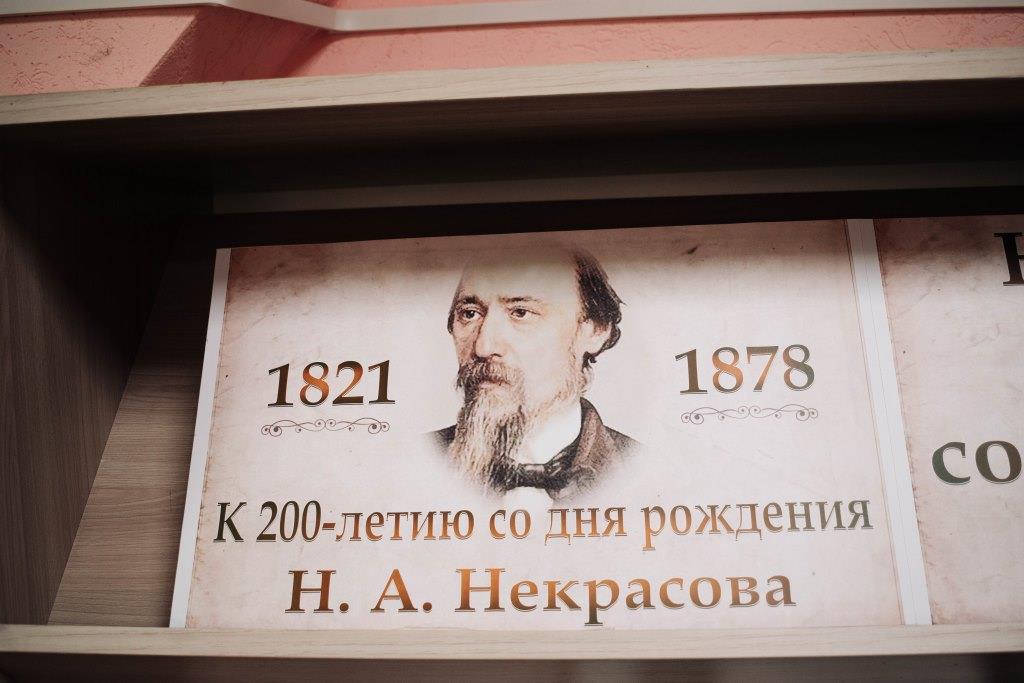 1821
1878
К 200-летию со дня рождения
Н. А. Некрасова
со